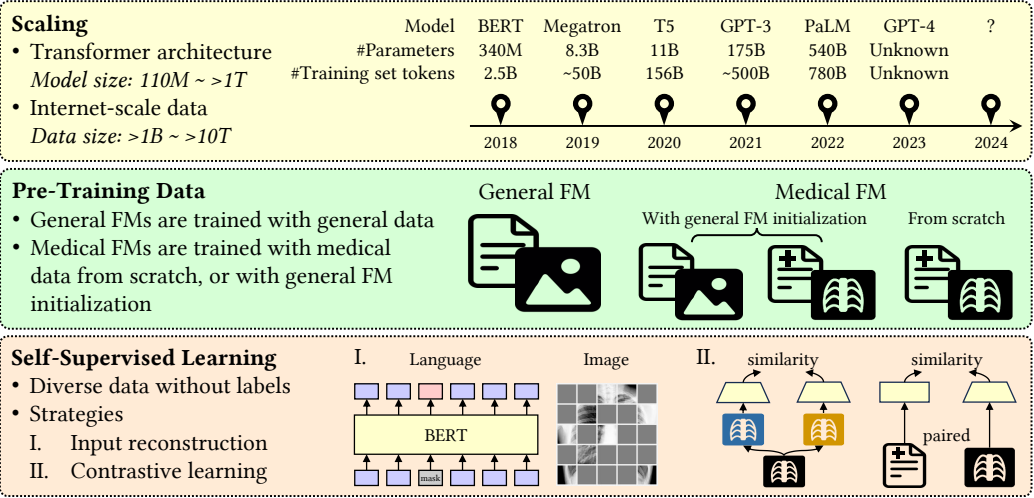 Scaling
• Transformer architecture
Model size: 110M ~ >1T
• Internet-scale data
Data size: >1B ~ >10T
Model BERT Megatron T5 GPT-3 PaLM GPT-4 ?
#Parameters 340M 8.3B 11B 175B 540B Unknown
#Training set tokens 2.5B ~50B 156B ~500B 780B Unknown
2018 2019 2020 2021 2022 2023 2024
Pre-Training Data
• General FMs are trained with general data
• Medical FMs are trained with medical
data from scratch, or with general FM
initialization
General FM
Medical FM
With general FM initialization
From scratch
Self-Supervised Learning
• Diverse data without labels
• Strategies
I. Input reconstruction
II. Contrastive learning
I. Language Image
BERT
mask
II. similarity similarity
paired